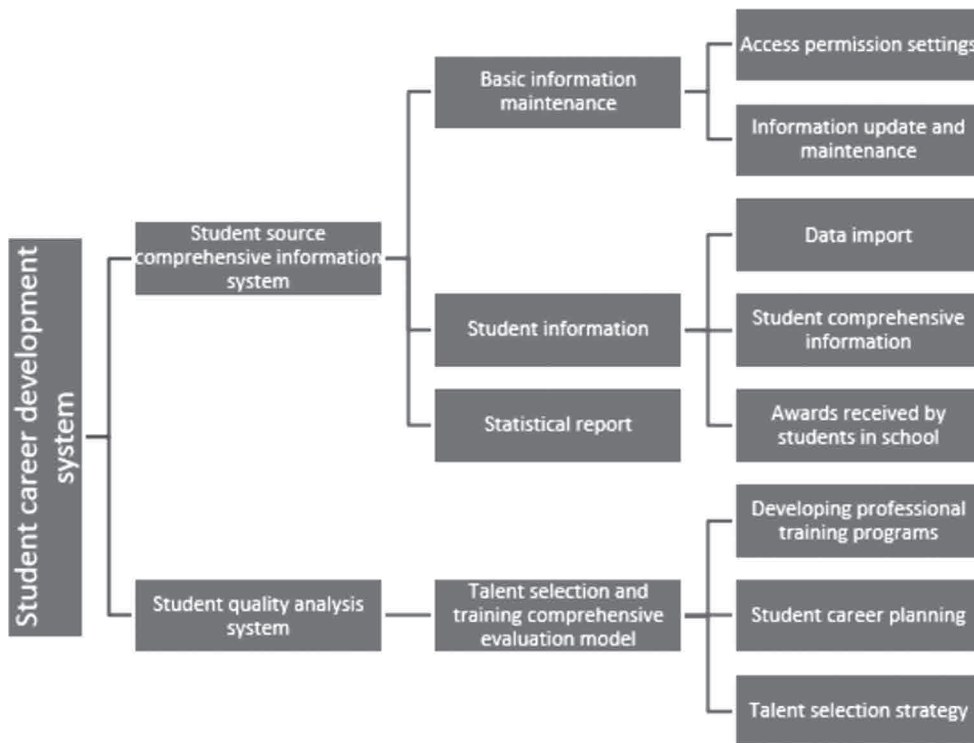 Student career development
system
Student source
comprehensive information
system
Basic information
maintenance
Access permission settings
Information update and
maintenance
Student information
Data import
Student comprehensive
information
Awards received by
students in school
Statistical report
Student quality analysis
system
Talent selection and
training comprehensive
evaluation model
Developing professional
training programs
Student career planning
Talent selection strategy